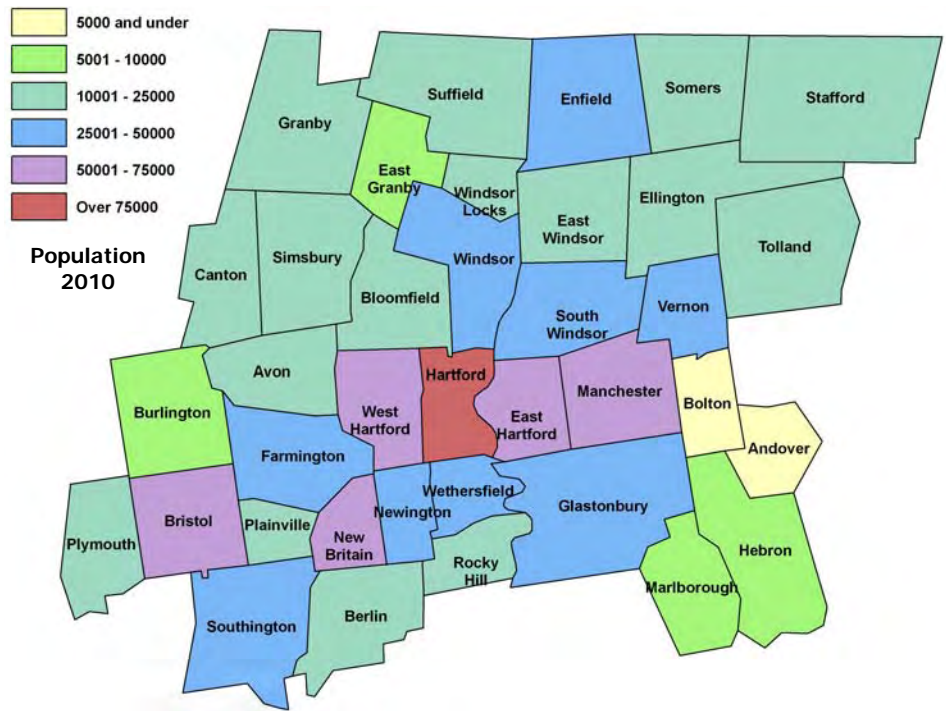 5000 and under
5001 - 10000
10001 - 25000
25001 - 50000
50001 - 75000
Over 75000
Population
2010
Granby
Suffield
Enfield
Somers
Stafford
East
Granby
Windsor
Locks
East
Windsor
Ellington
Tolland
Canton
Simsbury
Bloomfield
Windsor
South
Windsor
Vernon
Avon
Burlington
West
Hartford
Hartford
East
Hartford
Manchester
Bolton
Andover
Farmington
Plymouth
Bristol
Plainville
New
Britain
Newington
Wethersfield
Glastonbury
Rocky
Hill
Marlborough
Hebron
Southington
Berlin